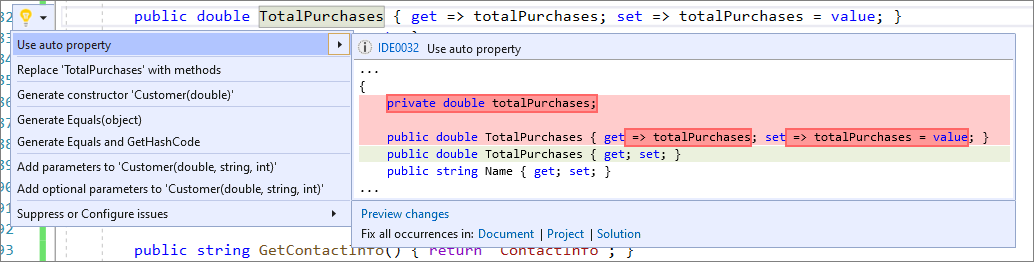 82 public double TotalPurchases { get => totalPurchases; set => totalPurchases = value; }
Use auto property
Replace 'TotalPurchases' with methods
Generate constructor 'Customer(double)'
Generate Equals(object)
Generate Equals and GetHashCode
Add parameters to 'Customer(double, string, int)'
Add optional parameters to 'Customer(double, string, int)'
Suppress or Configure issues
IDE0032 Use auto property
...
{
private double totalPurchases;
public double TotalPurchases { get => totalPurchases; set => totalPurchases = value; }
public double TotalPurchases { get; set; }
public string Name { get; set; }
...
Preview changes
Fix all occurrences in: Document | Project | Solution
93 public string GetContactInfo() { return "ContactInfo"; }